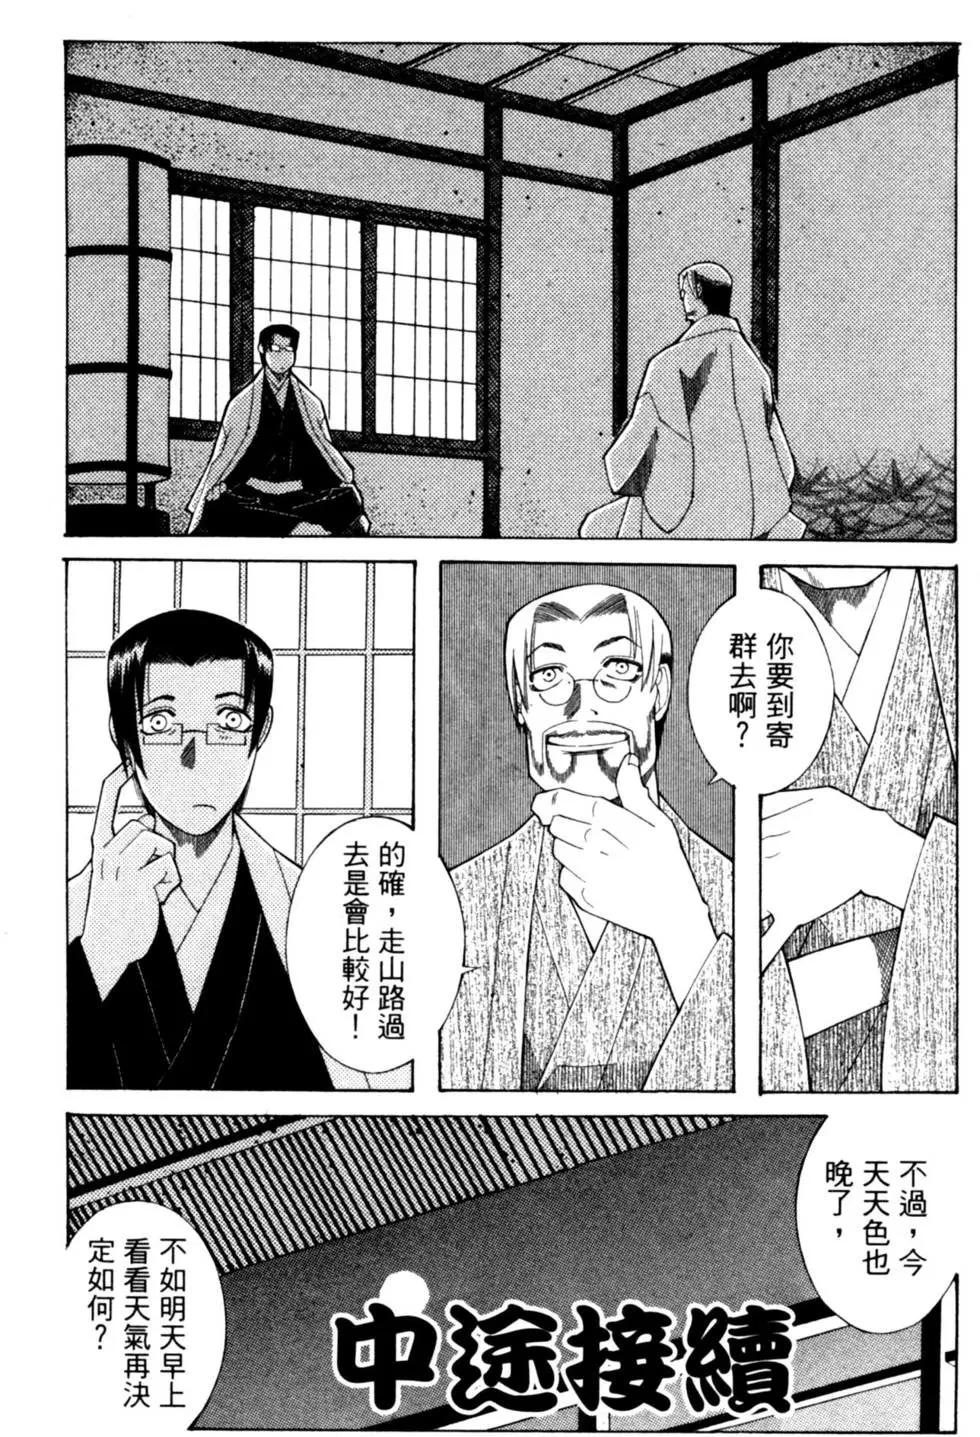 你要到寄
群去啊？
的確，走山路過
去是會比較好！
不過，今
天天色也
晚了，
不如明天早上
看看天氣再決
定如何？
中途接續